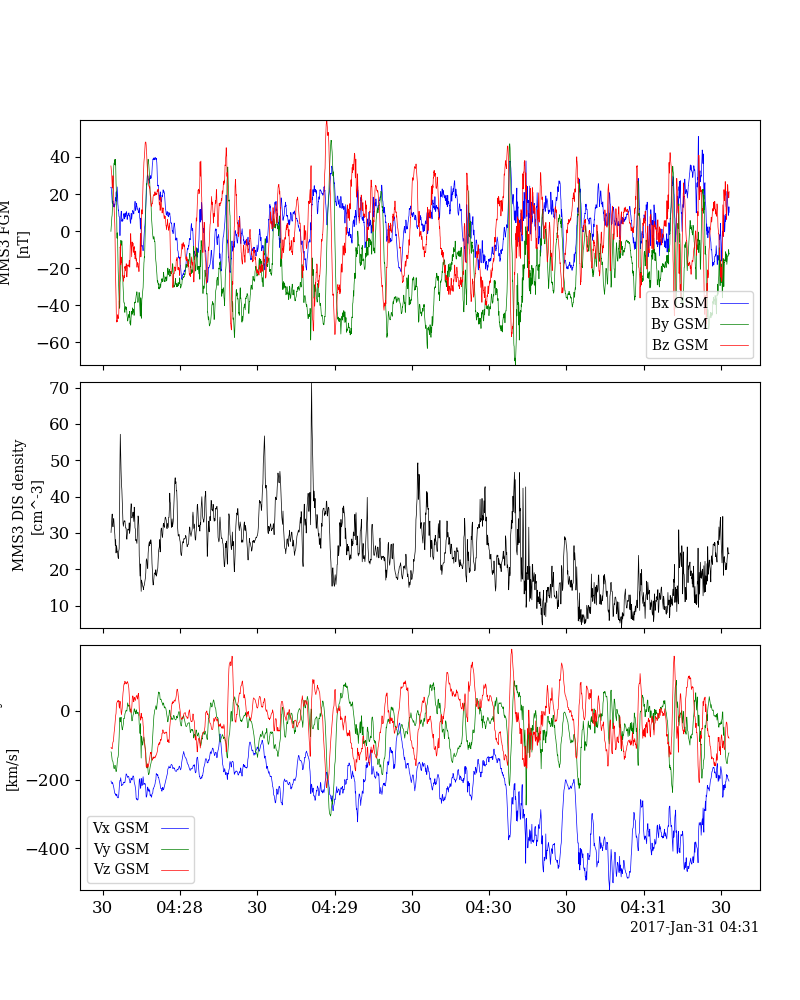 MMS3 FGM
[nT]
40
20
0
−20
−40
−60
Bx GSM
By GSM
Bz GSM
MMS3 DIS density
[cm^-3]
70
60
50
40
30
20
10
[km/s]
0
−200
−400
Vx GSM
Vy GSM
Vz GSM
30 04:28 30 04:29 30 04:30 30 04:31 30
2017-Jan-31 04:31